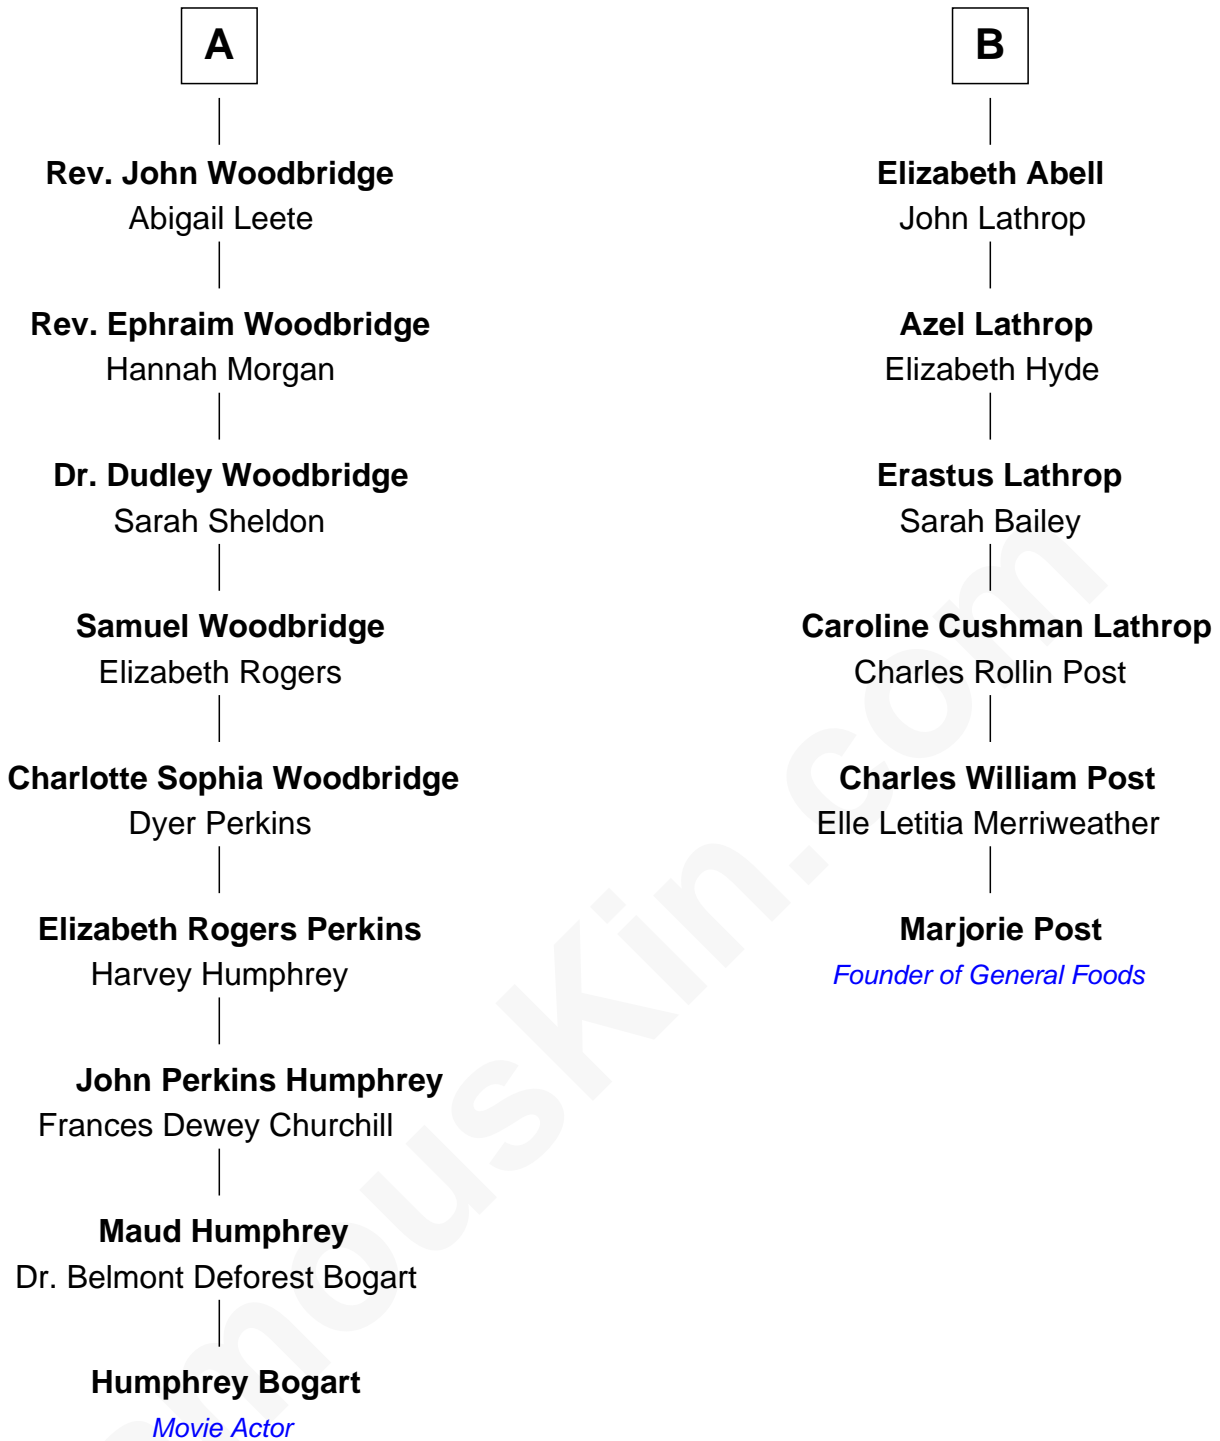 A
Rev. John Woodbridge
Abigail Leete
Rev. Ephraim Woodbridge
Hannah Morgan
Dr. Dudley Woodbridge
Sarah Sheldon
Samuel Woodbridge
Elizabeth Rogers
Charlotte Sophia Woodbridge
Dyer Perkins
Elizabeth Rogers Perkins
Harvey Humphrey
John Perkins Humphrey
Frances Dewey Churchill
Maud Humphrey
Dr. Belmont Deforest Bogart
Humphrey Bogart
Movie Actor
B
Elizabeth Abell
John Lathrop
Azel Lathrop
Elizabeth Hyde
Erastus Lathrop
Sarah Bailey
Caroline Cushman Lathrop
Charles Rollin Post
Charles William Post
Elle Letitia Merriweather
Marjorie Post
Founder of General Foods
mousKin.com